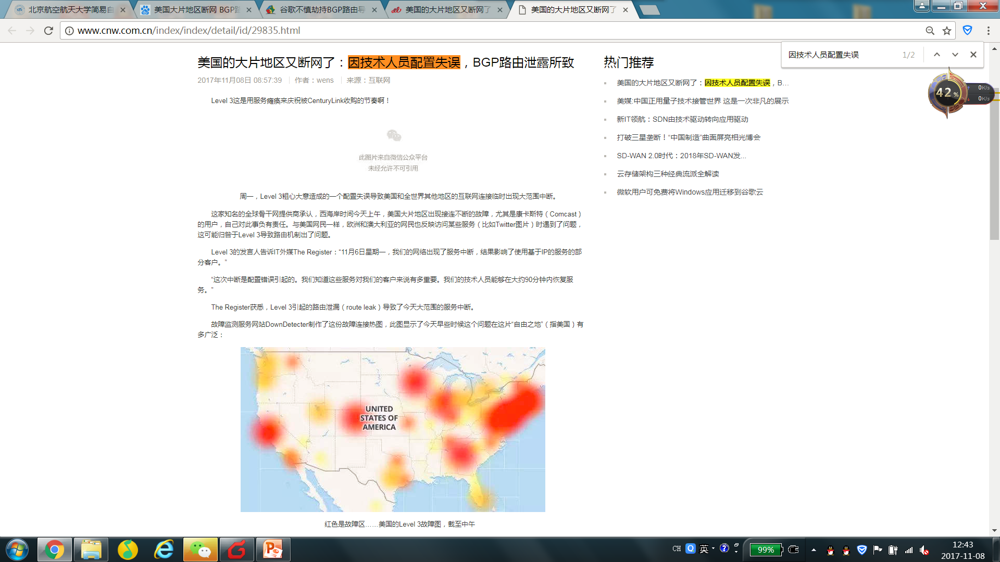 北京航空航天大学简易自
美国大片地区断网 BGP路
谷歌不慎劫持BGP路由导
美国的大片地区又断网了
美国的大片地区又断网了
www.cnw.com.cn/index/index/detail/id/29835.html
因技术人员配置失误 1/2
42%
0K/s
0K/s
美国的大片地区又断网了：因技术人员配置失误，BGP路由泄露所致
2017年11月08日 08:57:39 作者：wens 来源：互联网
Level 3这是用服务瘫痪来庆祝被CenturyLink收购的节奏啊！
此图片来自微信公众平台
未经允许不可引用
周一，Level 3粗心大意造成的一个配置失误导致美国和全世界其他地区的互联网连接临时出现大范围中断。
这家知名的全球骨干网提供商承认，西海岸时间今天上午，美国大片地区出现接连不断的故障，尤其是康卡斯特（Comcast）
的用户，自己对此事负有责任。与美国网民一样，欧洲和澳大利亚的网民也反映访问某些服务（比如Twitter图片）时遇到了问题，
这可能归咎于Level 3导致路由机制出了问题。
Level 3的发言人告诉IT外媒The Register：“11月6日星期一，我们的网络出现了服务中断，结果影响了使用基于IP的服务的部
分客户。”
“这次中断是配置错误引起的。我们知道这些服务对我们的客户来说有多重要。我们的技术人员能够在大约90分钟内恢复服
务。”
The Register获悉，Level 3引起的路由泄漏（route leak）导致了今天大范围的服务中断。
故障监测服务网站DownDetecter制作了这份故障连接热图，此图显示了今天早些时候这个问题在这片“自由之地”（指美国）有
多广泛：
UNITED
STATES OF
AMERICA
红色是故障区……美国的Level 3故障图，截至中午
热门推荐
美国的大片地区又断网了：因技术人员配置失误，B...
美媒:中国正用量子技术接管世界 这是一次非凡的展示
新IT领航：SDN由技术驱动转向应用驱动
打破三星垄断！“中国制造”曲面屏亮相光博会
SD-WAN 2.0时代：2018年SD-WAN发...
云存储架构三种经典流派全解读
微软用户可免费将Windows应用迁移到谷歌云
CH 英 99%
12:43
2017-11-08